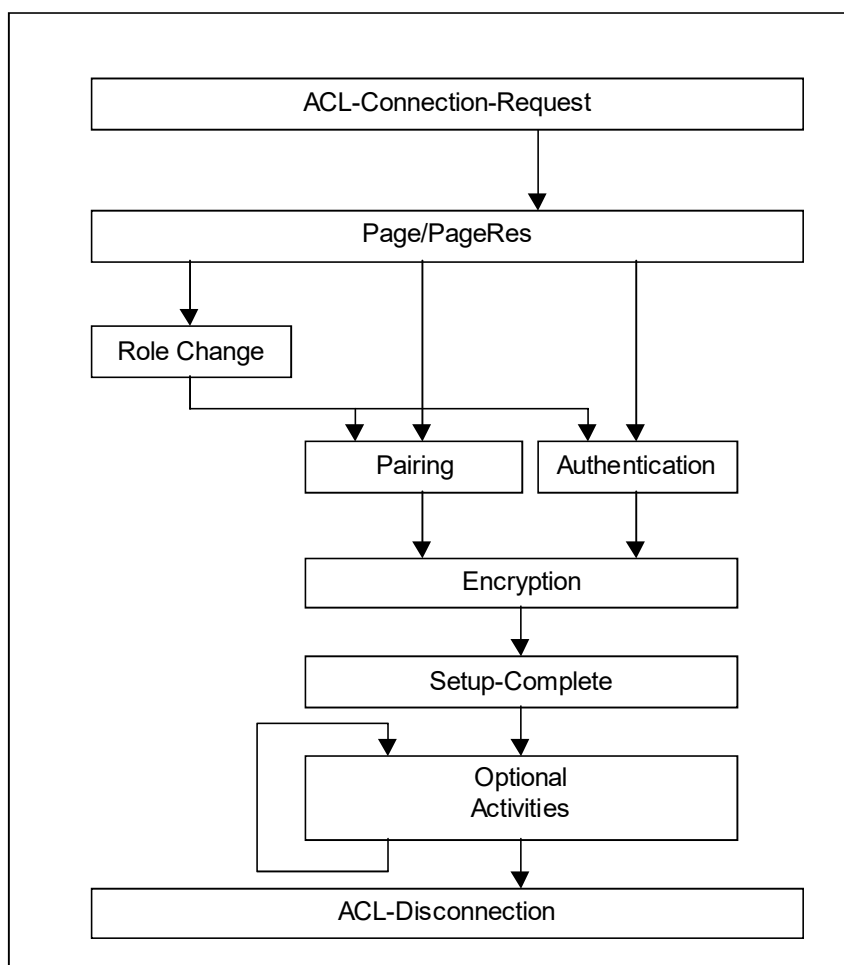 ACL-Connection-Request
Page/PageRes
Role Change
Pairing
Authentication
Encryption
Setup-Complete
Optional
Activities
ACL-Disconnection